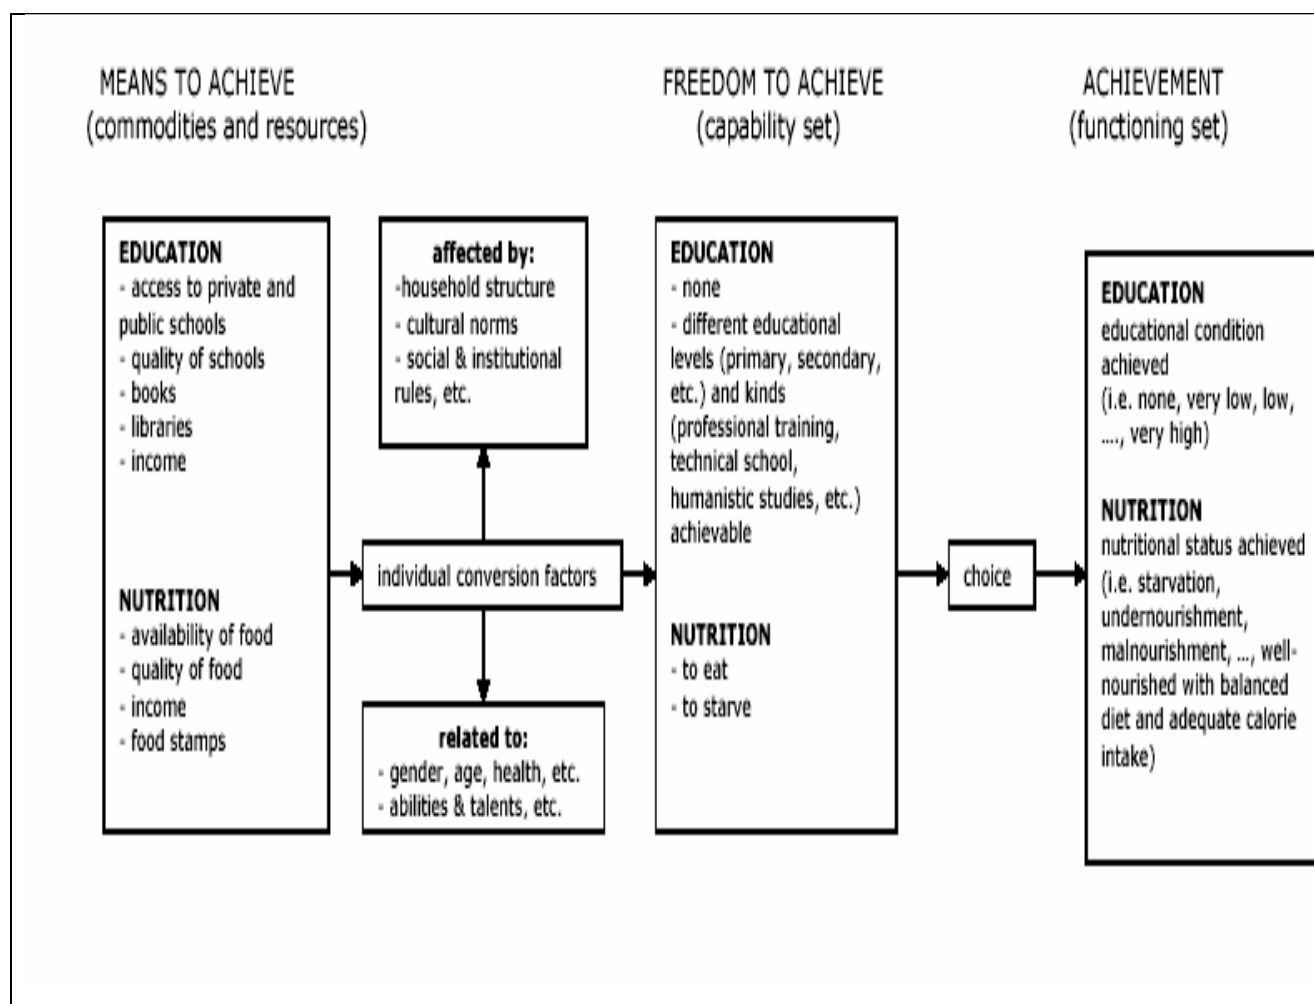 MEANS TO ACHIEVE
(commodities and resources)
FREEDOM TO ACHIEVE
(capability set)
ACHIEVEMENT
(functioning set)
EDUCATION
- access to private and
public schools
- quality of schools
- books
- libraries
- income
NUTRITION
- availability of food
- quality of food
- income
- food stamps
affected by:
-household structure
- cultural norms
- social & institutional
rules, etc.
individual conversion factors
related to:
- gender, age, health, etc.
- abilities & talents, etc.
EDUCATION
- none
- different educational
levels (primary, secondary,
etc.) and kinds
(professional training,
technical school,
humanistic studies, etc.)
achievable
NUTRITION
- to eat
- to starve
choice
EDUCATION
educational condition
achieved
(i.e. none, very low, low,
...., very high)
NUTRITION
nutritional status achieved
(i.e. starvation,
undernourishment,
malnourishment, ..., well-
nourished with balanced
diet and adequate calorie
intake)